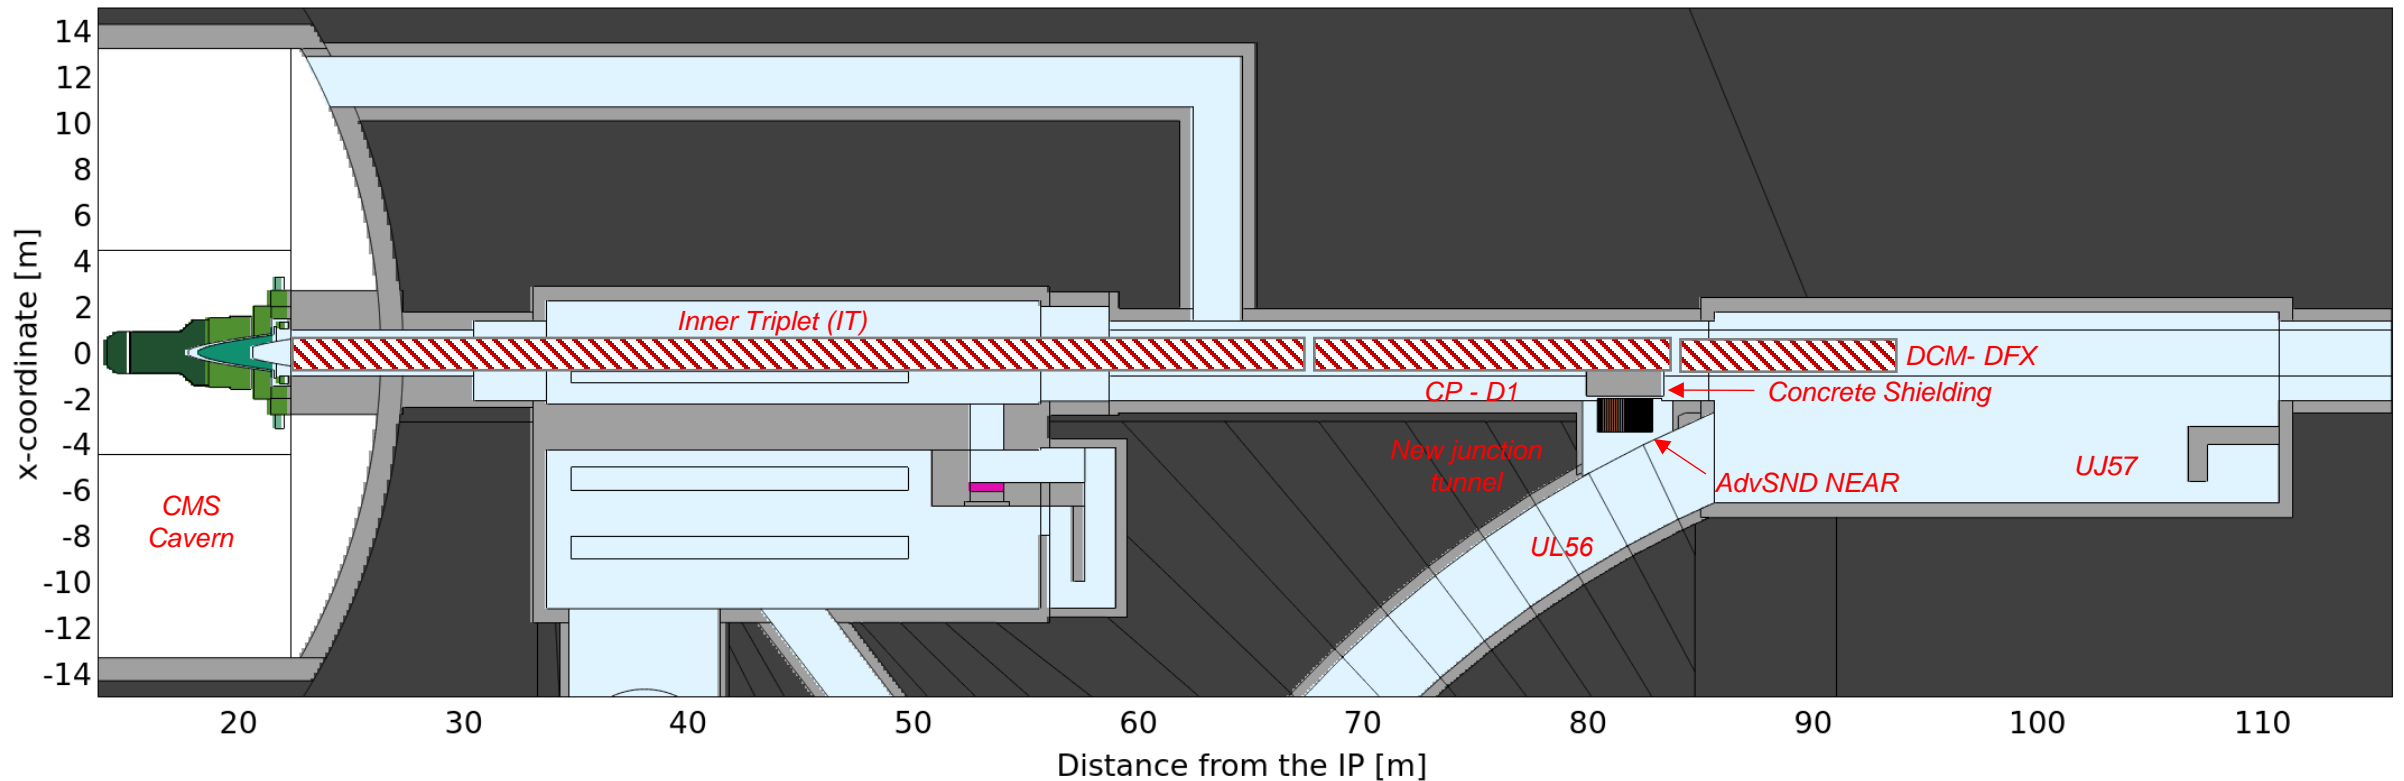 14
12
10
8
6
4
2
0
-2
-4
-6
-8
-10
-12
-14
x-coordinate [m]
Inner Triplet (IT)
DCM- DFX
CP - D1
Concrete Shielding
New junction
tunnel
AdvSND NEAR
UJ57
CMS
Cavern
UL56
20 30 40 50 60 70 80 90 100 110
Distance from the IP [m]